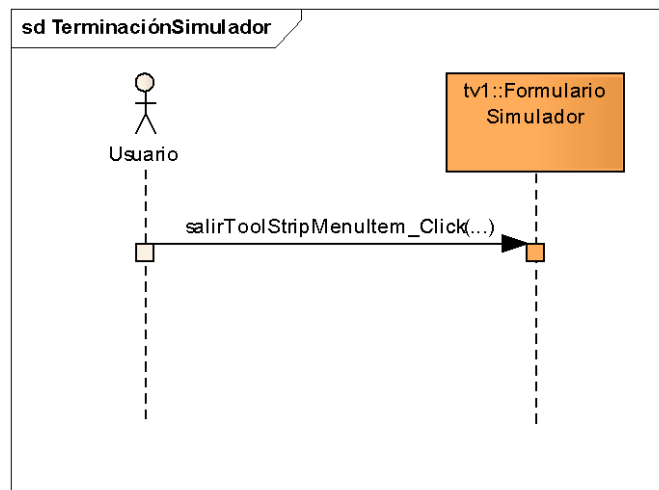 sd TerminaciónSimulador
Usuario
tv1::Formulario
Simulador
salirToolStripMenuItem_Click(...)